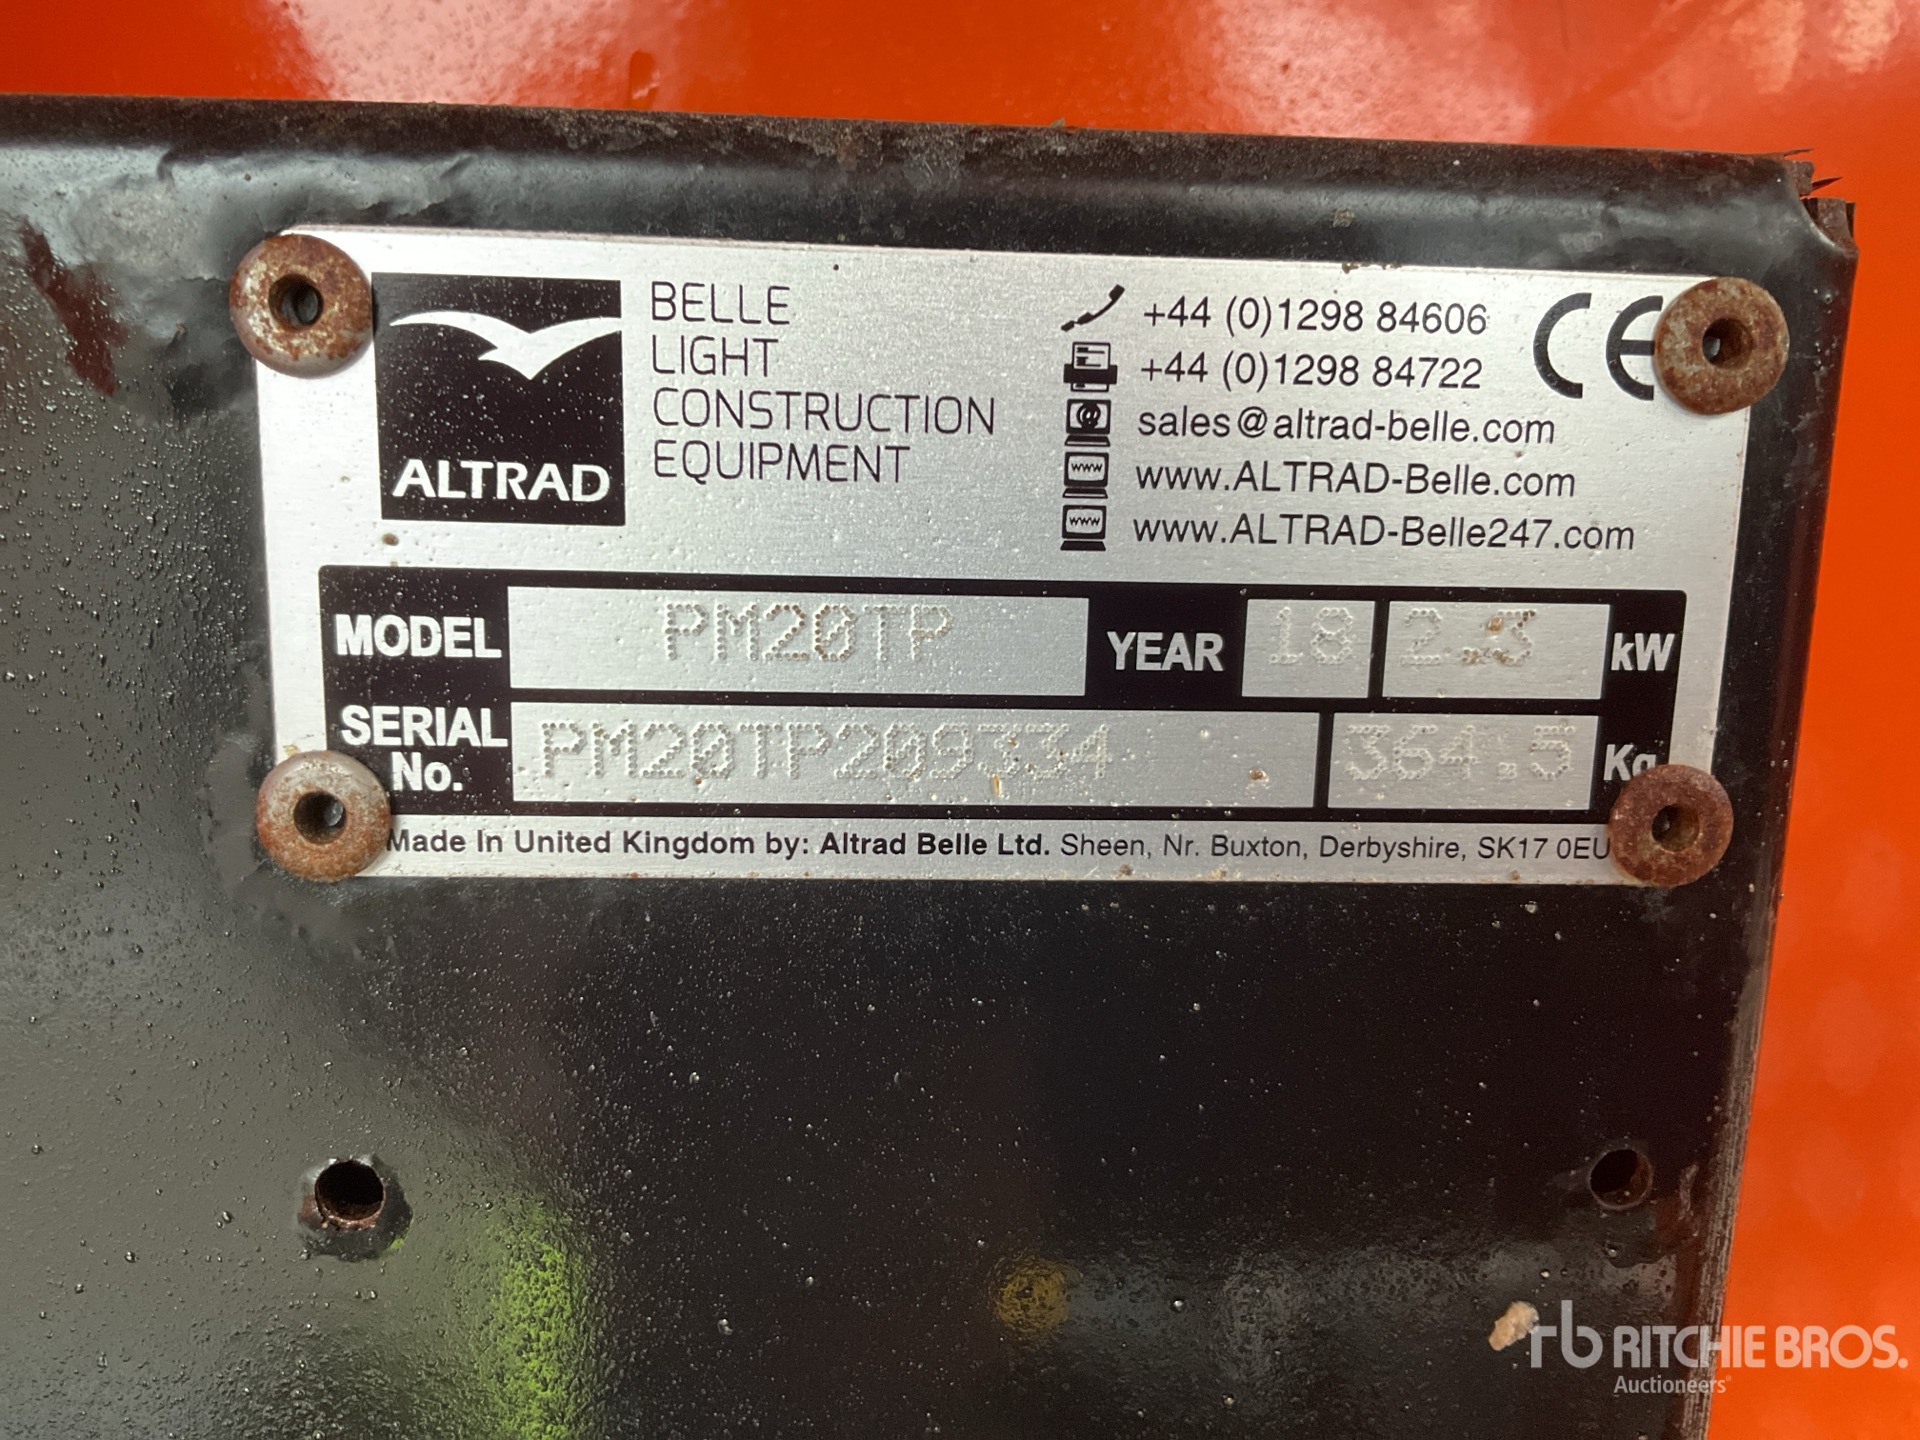 ALTRAD
BELLE
LIGHT
CONSTRUCTION
EQUIPMENT
+44 (0)1298 84606
+44 (0)1298 84722
sales@altrad-belle.com
www.ALTRAD-Belle.com
www.ALTRAD-Belle247.com
CE
MODEL PM20TP YEAR 18 2.3 kW
SERIAL No. PM20TP209334 364.5 Kg
Made In United Kingdom by: Altrad Belle Ltd. Sheen, Nr. Buxton, Derbyshire, SK17 0EU
rb RITCHIE BROS.
Auctioneers